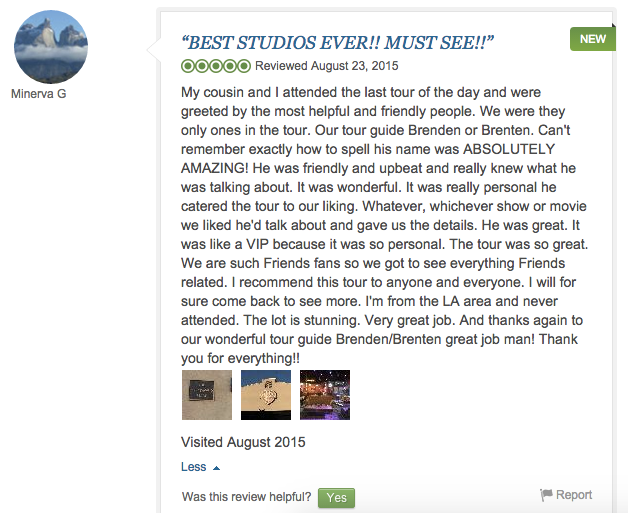 “BEST STUDIOS EVER!! MUST SEE!!”
NEW
Reviewed August 23, 2015
Minerva G
My cousin and I attended the last tour of the day and were
greeted by the most helpful and friendly people. We were they
only ones in the tour. Our tour guide Brenden or Brenten. Can't
remember exactly how to spell his name was ABSOLUTELY
AMAZING! He was friendly and upbeat and really knew what he
was talking about. It was wonderful. It was really personal he
catered the tour to our liking. Whatever, whichever show or movie
we liked he'd talk about and gave us the details. He was great. It
was like a VIP because it was so personal. The tour was so great.
We are such Friends fans so we got to see everything Friends
related. I recommend this tour to anyone and everyone. I will for
sure come back to see more. I'm from the LA area and never
attended. The lot is stunning. Very great job. And thanks again to
our wonderful tour guide Brenden/Brenten great job man! Thank
you for everything!!
Visited August 2015
Less
Was this review helpful? Yes
Report